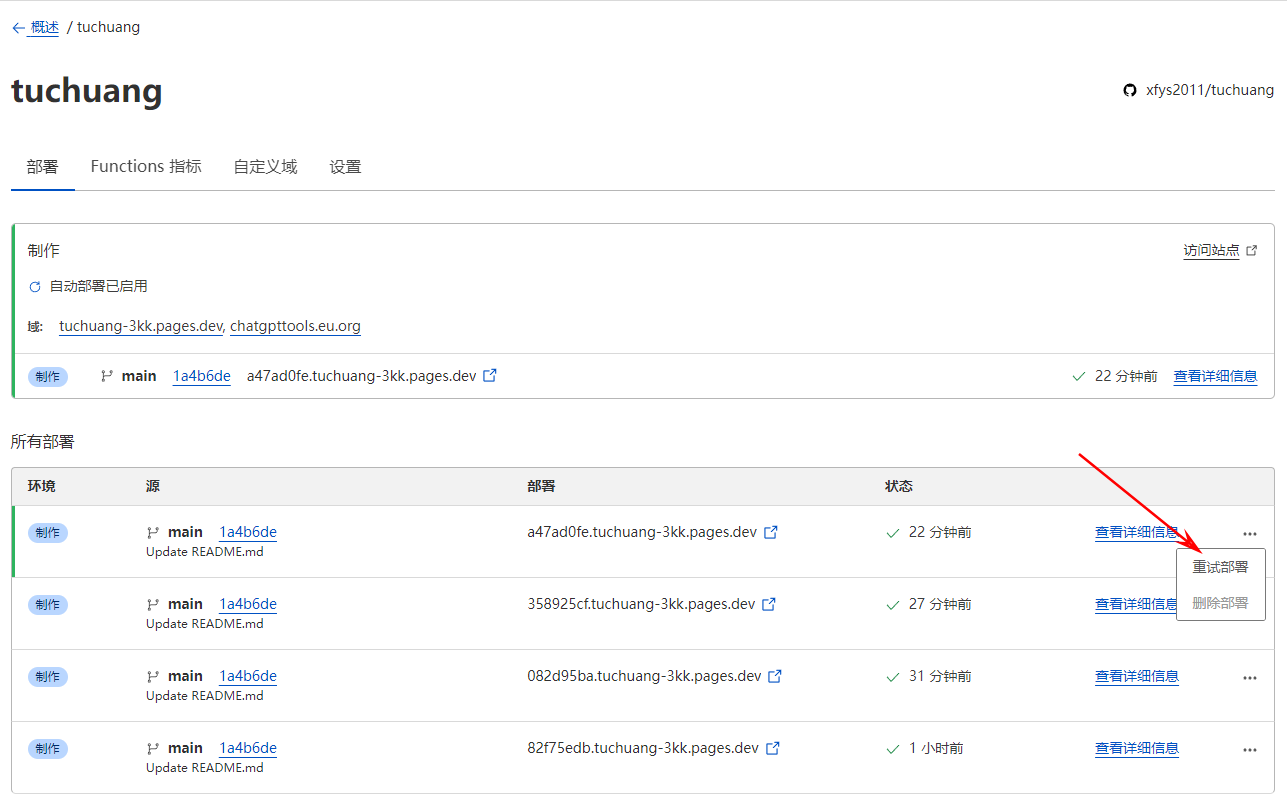 ← 概述 / tuchuang
tuchuang
xfys2011/tuchuang
部署 Functions 指标 自定义域 设置
制作
访问站点
自动部署已启用
域: tuchuang-3kk.pages.dev, chatgpttools.eu.org
制作 main 1a4b6de a47ad0fe.tuchuang-3kk.pages.dev 22 分钟前 查看详细信息
所有部署
环境 源 部署 状态
制作 main 1a4b6de a47ad0fe.tuchuang-3kk.pages.dev 22 分钟前 查看详细信息 ...
Update README.md
重试部署
制作 main 1a4b6de 358925cf.tuchuang-3kk.pages.dev 27 分钟前 查看详细信息
删除部署
Update README.md
制作 main 1a4b6de 082d95ba.tuchuang-3kk.pages.dev 31 分钟前 查看详细信息 ...
Update README.md
制作 main 1a4b6de 82f75edb.tuchuang-3kk.pages.dev 1 小时前 查看详细信息 ...
Update README.md